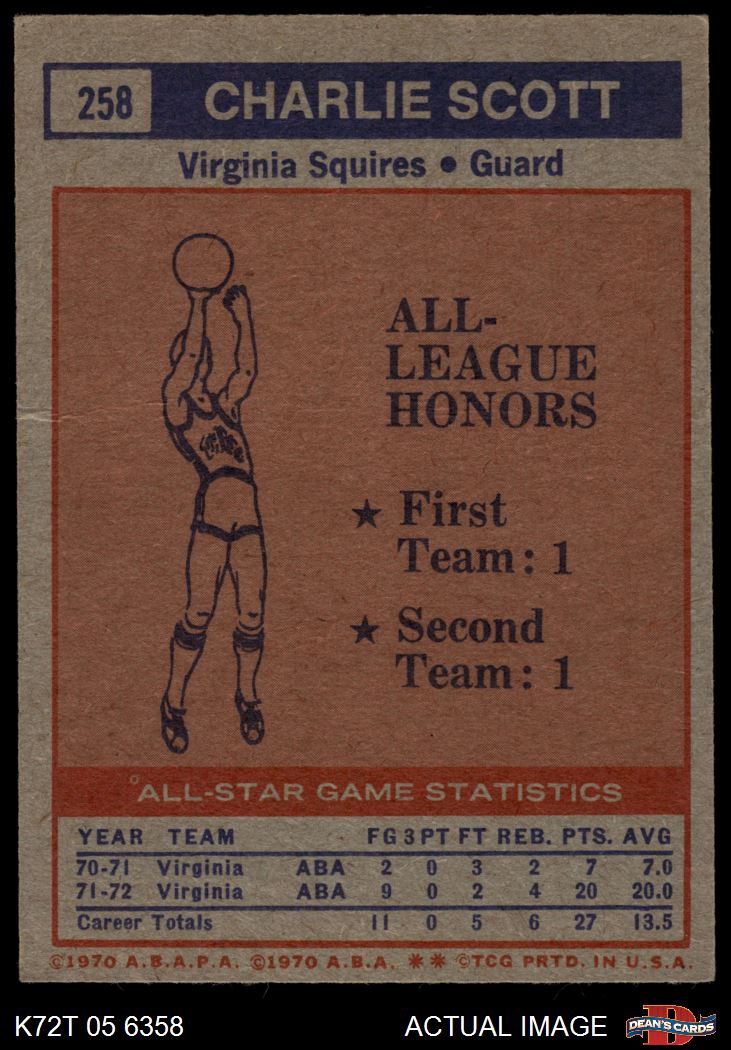 258 CHARLIE SCOTT
Virginia Squires • Guard
ALL-
LEAGUE
HONORS
★ First
Team: 1
★ Second
Team: 1
ALL-STAR GAME STATISTICS
YEAR TEAM FG 3PT FT REB. PTS. AVG
70-71 Virginia ABA 2 0 3 2 7 7.0
71-72 Virginia ABA 9 0 2 4 20 20.0
Career Totals 11 0 5 6 27 13.5
©1970 A.B.A.P.A. ©1970 A.B.A. ✱✱ ©TCG PRTD. IN U.S.A.
K72T 05 6358 ACTUAL IMAGE DEAN'S CARDS